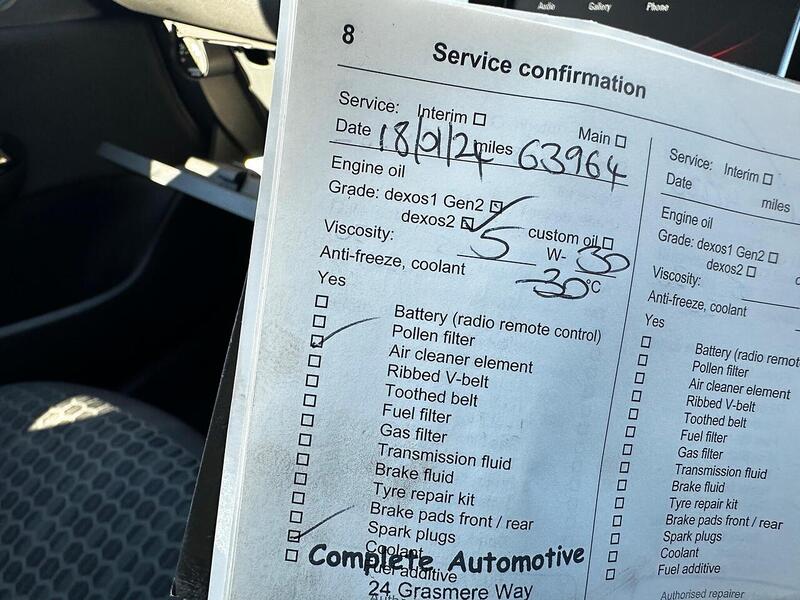 Audio Gallery Phone
8
Service confirmation
Service: Interim
Main
Date 18/01/24 miles 63964
Engine oil
Grade: dexos1 Gen2
dexos2
custom oil
Viscosity: 5 W- 30
Anti-freeze, coolant -30°C
Yes
Battery (radio remote control)
Pollen filter
Air cleaner element
Ribbed V-belt
Toothed belt
Fuel filter
Gas filter
Transmission fluid
Brake fluid
Tyre repair kit
Brake pads front / rear
Spark plugs
Coolant
Fuel additive
Complete Automotive
24 Grasmere Way
Service: Interim
Date
miles
Engine oil
Grade: dexos1 Gen2
dexos2
Viscosity:
Anti-freeze, coolant
Yes
Battery (radio remote
Pollen filter
Air cleaner element
Ribbed V-belt
Toothed belt
Fuel filter
Gas filter
Transmission fluid
Brake fluid
Tyre repair kit
Brake pads front / rear
Spark plugs
Coolant
Fuel additive
Authorised repairer